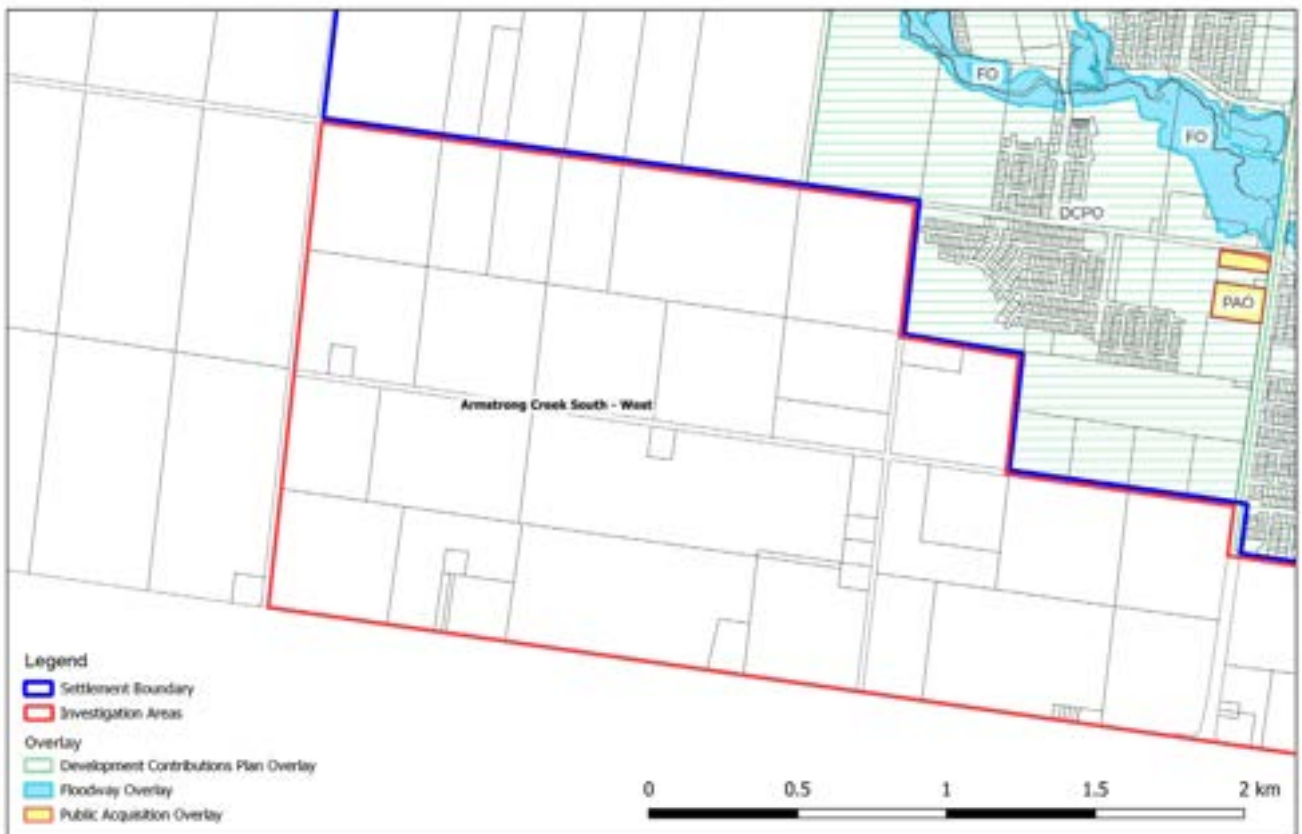 FO
FO
DCPO
PAO
Armstrong Creek South - West
Legend
Settlement Boundary
Investigation Areas
Overlay
Development Contributions Plan Overlay
Floodway Overlay
Public Acquisition Overlay
0 0.5 1 1.5 2 km